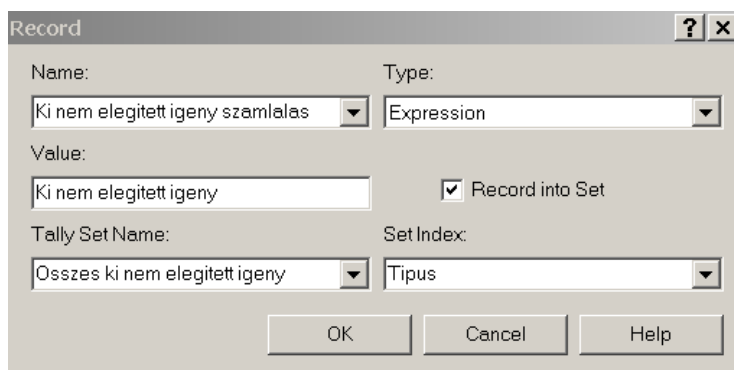 Record
Name: Type:
Ki nem elegitett igeny szamlalas Expression
Value:
Ki nem elegitett igeny Record into Set
Tally Set Name: Set Index:
Osszes ki nem elegitett igeny Tipus
OK Cancel Help